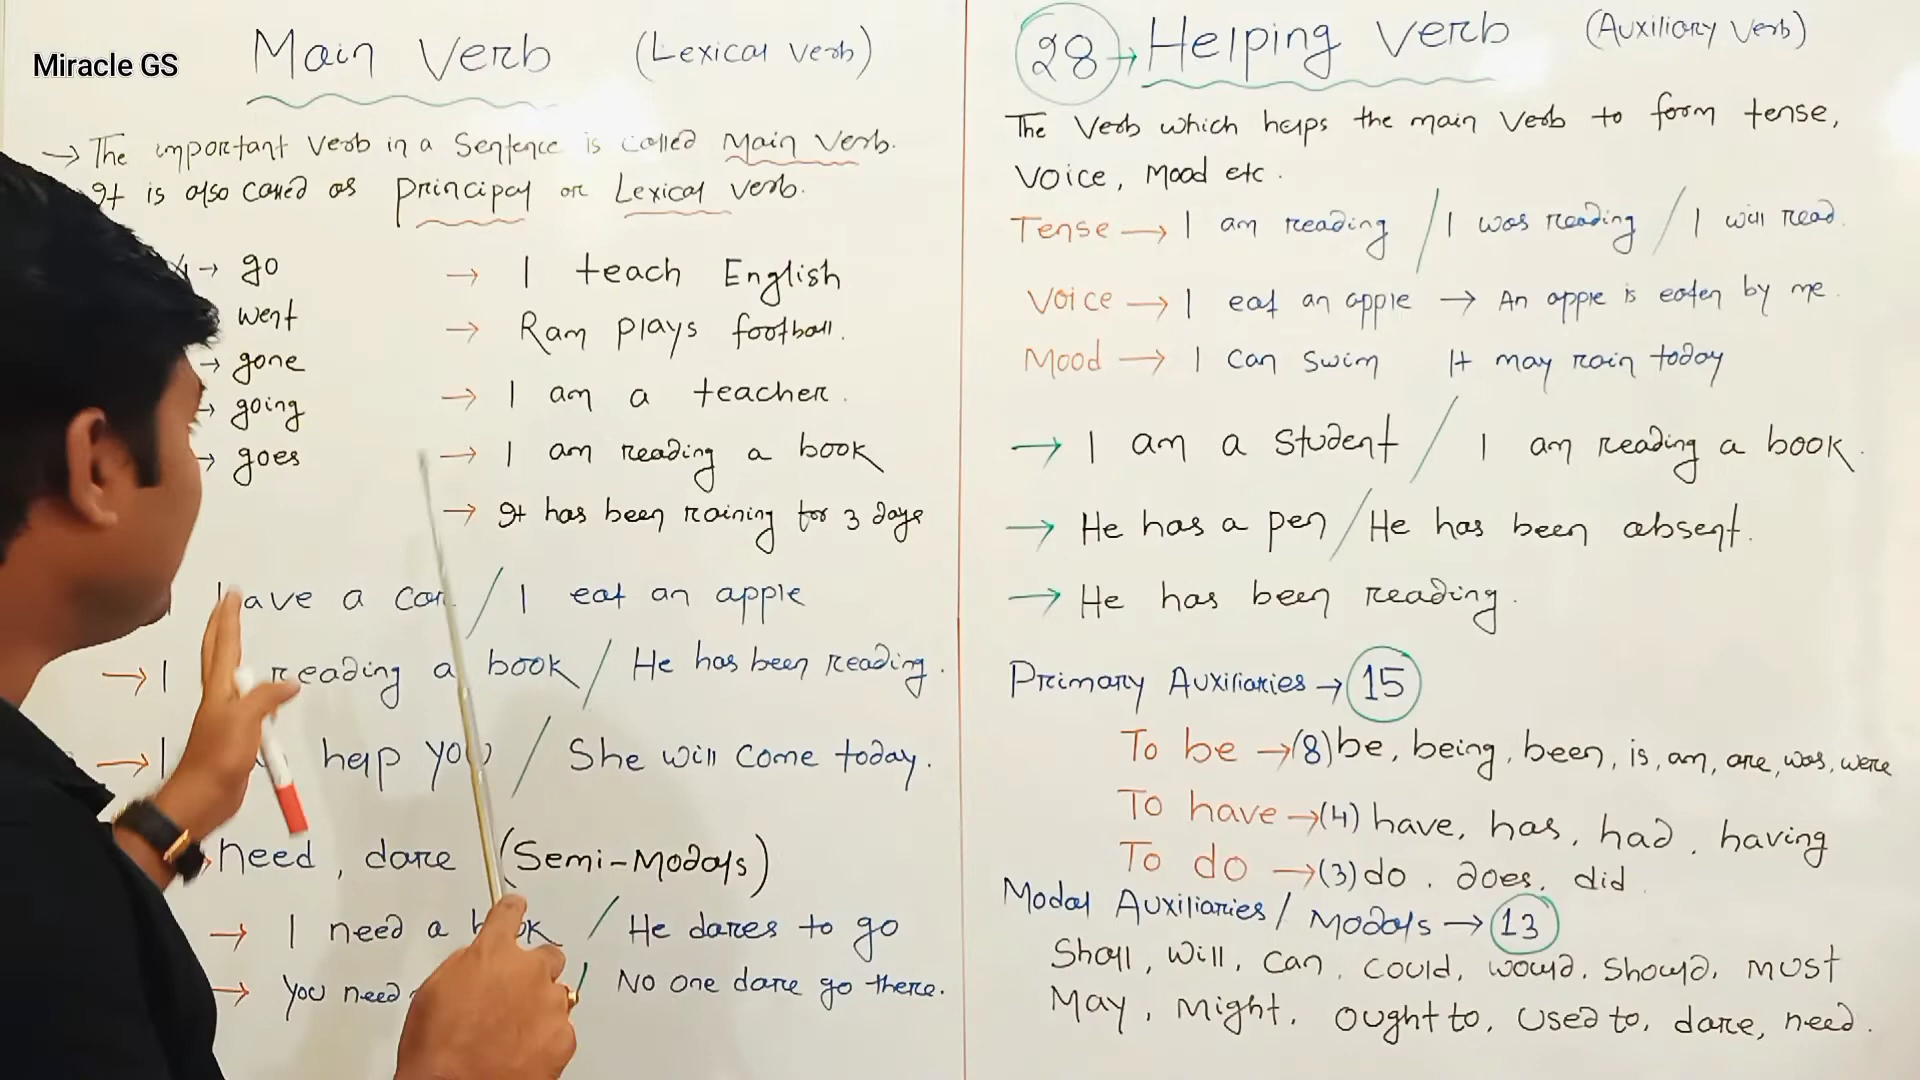 Miracle GS
Main Verb (Lexical verb)
→ The important verb in a Sentence is called Main Verb.
It is also called as Principal or Lexical verb.
→ go
went
→ gone
→ going
→ goes
→ I teach English
→ Ram plays football.
→ I am a teacher.
→ I am reading a book
→ It has been raining for 3 days
have a car / I eat an apple
→ I reading a book / He has been reading.
→ I help you / She will come today.
need, dare (Semi-Modals)
→ I need a book / He dares to go
→ You need / No one dare go there.
28 → Helping Verb (Auxiliary Verb)
The Verb which helps the main verb to form tense,
Voice, Mood etc.
Tense → I am reading / I was reading / I will read.
Voice → I eat an apple → An apple is eaten by me.
Mood → I can swim It may rain today
→ I am a student / I am reading a book.
→ He has a pen / He has been absent.
→ He has been reading.
Primary Auxiliaries → 15
To be → (8) be, being, been, is, am, are, was, were
To have → (4) have, has, had, having
To do → (3) do, does, did
Modal Auxiliaries / Modals → 13
Shall, will, can, could, would, should, must
May, might, ought to, used to, dare, need.